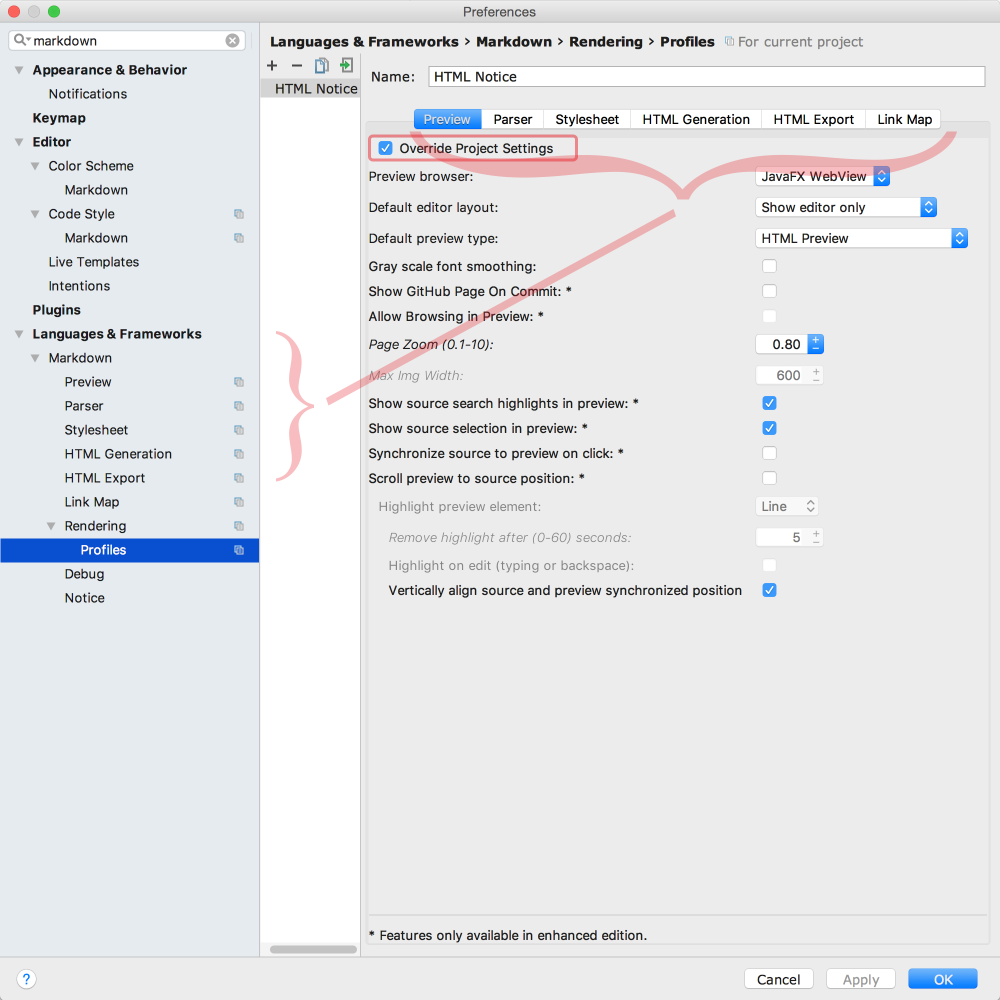 Preferences
markdown
Appearance & Behavior
Notifications
Keymap
Editor
Color Scheme
Markdown
Code Style
Markdown
Live Templates
Intentions
Plugins
Languages & Frameworks
Markdown
Preview
Parser
Stylesheet
HTML Generation
HTML Export
Link Map
Rendering
Profiles
Debug
Notice
Languages & Frameworks › Markdown › Rendering › Profiles For current project
HTML Notice
Name: HTML Notice
Preview Parser Stylesheet HTML Generation HTML Export Link Map
Override Project Settings
Preview browser: JavaFX WebView
Default editor layout: Show editor only
Default preview type: HTML Preview
Gray scale font smoothing:
Show GitHub Page On Commit: *
Allow Browsing in Preview: *
Page Zoom (0.1-10): 0.80
Max Img Width: 600
Show source search highlights in preview: *
Show source selection in preview: *
Synchronize source to preview on click: *
Scroll preview to source position: *
Highlight preview element: Line
Remove highlight after (0-60) seconds: 5
Highlight on edit (typing or backspace):
Vertically align source and preview synchronized position
* Features only available in enhanced edition.
? Cancel Apply OK